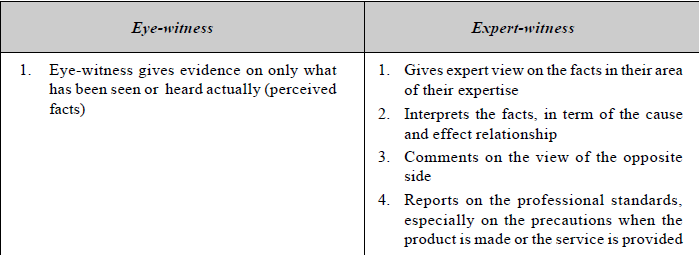 Eye-witness
Expert-witness
1. Eye-witness gives evidence on only what
has been seen or heard actually (perceived
facts)
1. Gives expert view on the facts in their area
of their expertise
2. Interprets the facts, in term of the cause
and effect relationship
3. Comments on the view of the opposite
side
4. Reports on the professional standards,
especially on the precautions when the
product is made or the service is provided